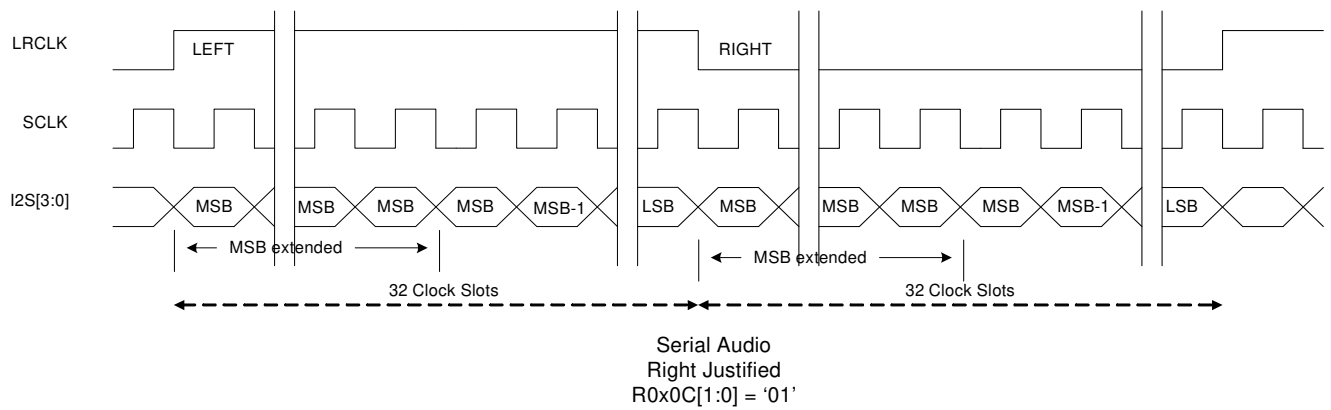 LRCLK
LEFT
RIGHT
SCLK
I2S[3:0]
MSB MSB MSB MSB MSB-1 LSB MSB MSB MSB MSB MSB-1 LSB
MSB extended
MSB extended
32 Clock Slots
32 Clock Slots
Serial Audio
Right Justified
R0x0C[1:0] = ‘01’